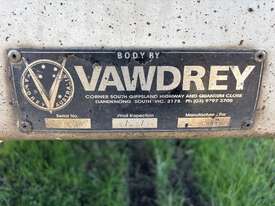 BODY BY
VAWDREY
CORNER SOUTH GIPPSLAND HIGHWAY AND QUANTUM CLOSE
DANDENONG SOUTH VIC. 3175 Ph (03) 9797 3700
Serial No. Final Inspection Manufacture for